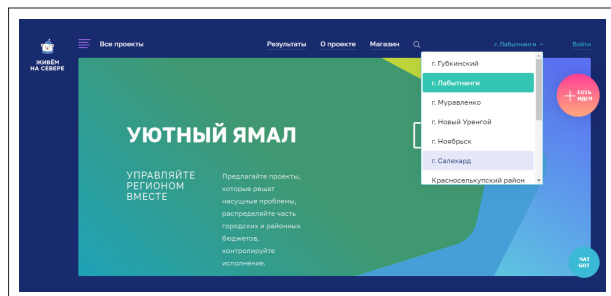 ЖИВЁМ
НА СЕВЕРЕ
Все проекты
Результаты
О проекте
Магазин
г. Лабытнанги
Войти
г. Губкинский
г. Лабытнанги
г. Муравленко
г. Новый Уренгой
г. Ноябрьск
г. Салехард
Красноселькупский район
ЕСТЬ
ИДЕЯ
УЮТНЫЙ ЯМАЛ
УПРАВЛЯЙТЕ
РЕГИОНОМ
ВМЕСТЕ
Предлагайте проекты,
которые решат
насущные проблемы,
распределяйте часть
городских и районных
бюджетов,
контролируйте
исполнение.
ЧАТ
БОТ